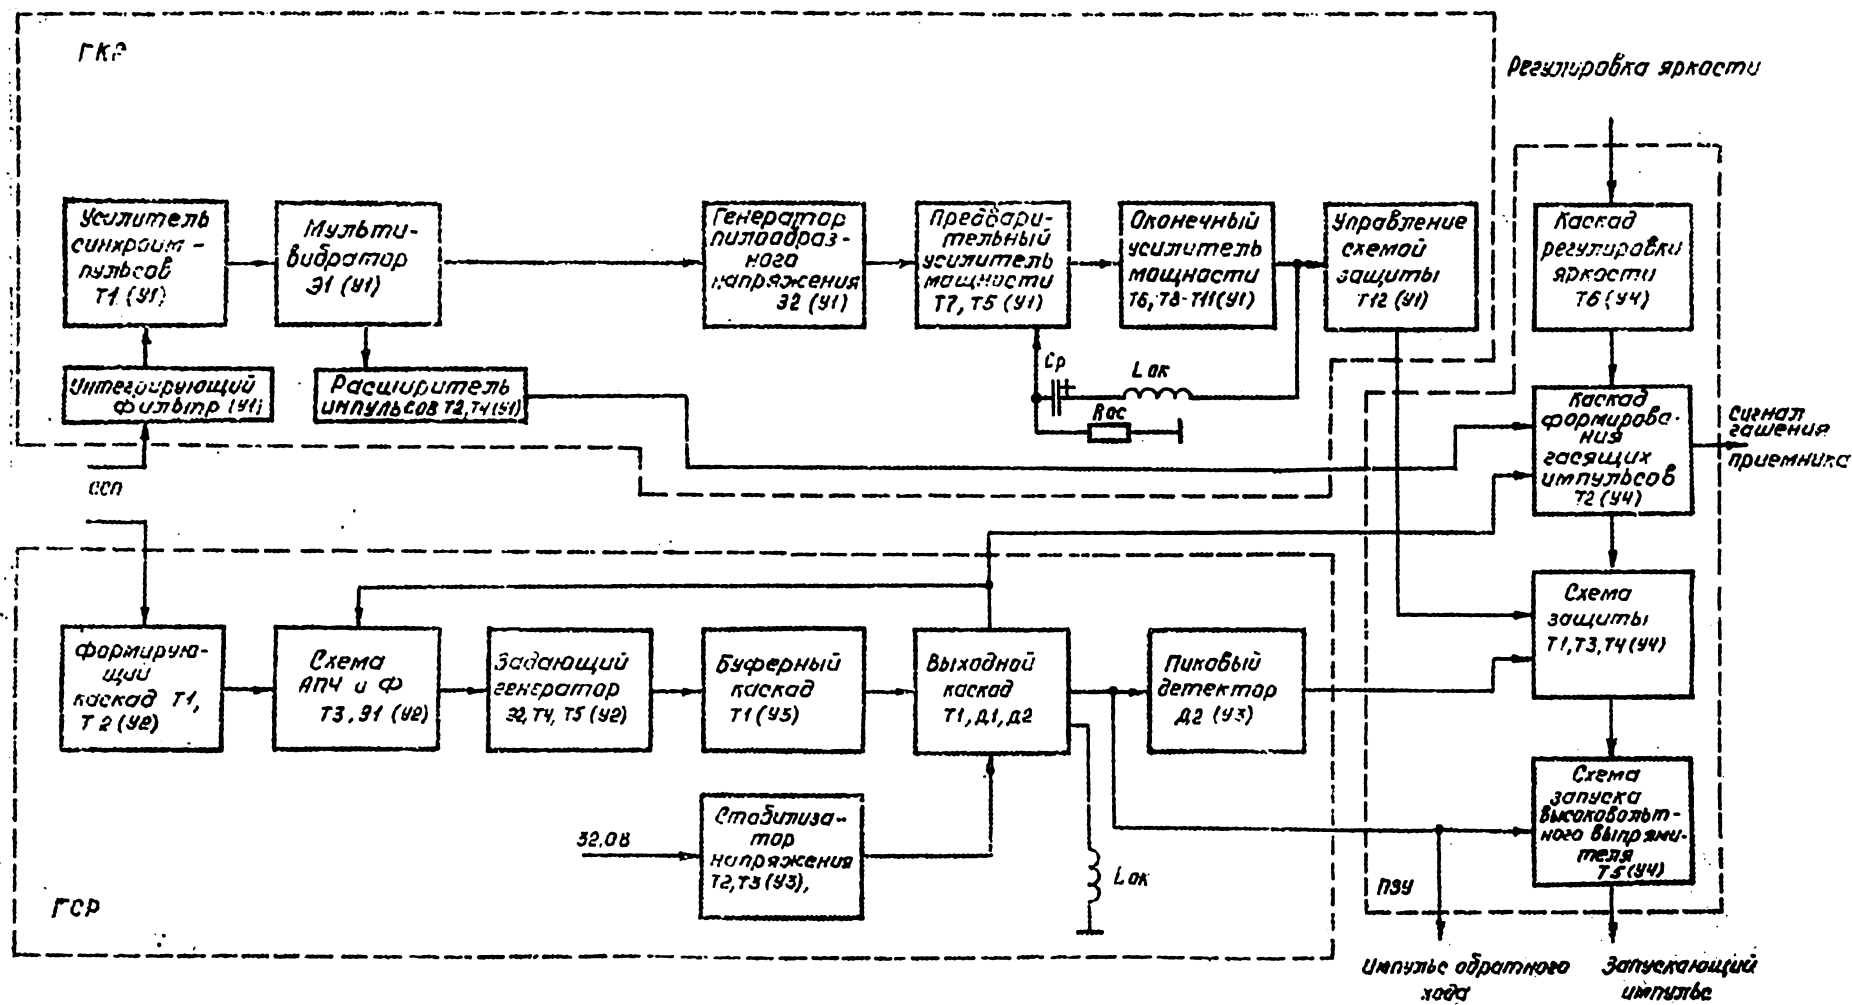 ГКР
Регулировка яркости
Усилитель
синхроим-
пульсов
Т1 (У1)
Мульти-
вибратор
Э1 (У1)
Генератор
пилообраз-
ного
напряжения
Э2 (У1)
Предвари-
тельный
усилитель
мощности
Т7, Т5 (У1)
Оконечный
усилитель
мощности
Т6, Т8-Т11(У1)
Управление
схемой
защиты
Т12 (У1)
Каскад
регулировки
яркости
Т6 (У4)
Интегрирующий
фильтр (У1)
Расширитель
импульсов Т2, Т4 (У1)
Ср
+
Lок
Rос
Каскад
формирова-
ния
гасящих
импульсов
Т2 (У4)
сигнал
гашения
приемника
ссп
формирую-
щий
каскад Т1,
Т2 (У2)
Схема
АПЧ и Ф
Т3, Э1 (У2)
Задающий
генератор
Э2, Т4, Т5 (У2)
Буферный
каскад
Т1 (У3)
Выходной
каскад
Т1, Д1, Д2
Пиковый
детектор
Д2 (У3)
Схема
защиты
Т1, Т3, Т4 (У4)
32,0В
Стабилиза-
тор
напряжения
Т2, Т3 (У3),
Lок
Схема
запуска
высоковольт-
ного выпрями-
теля
Т5 (У4)
ГСР
ПЗУ
Импульс обратного
хода
Запускающий
импульс